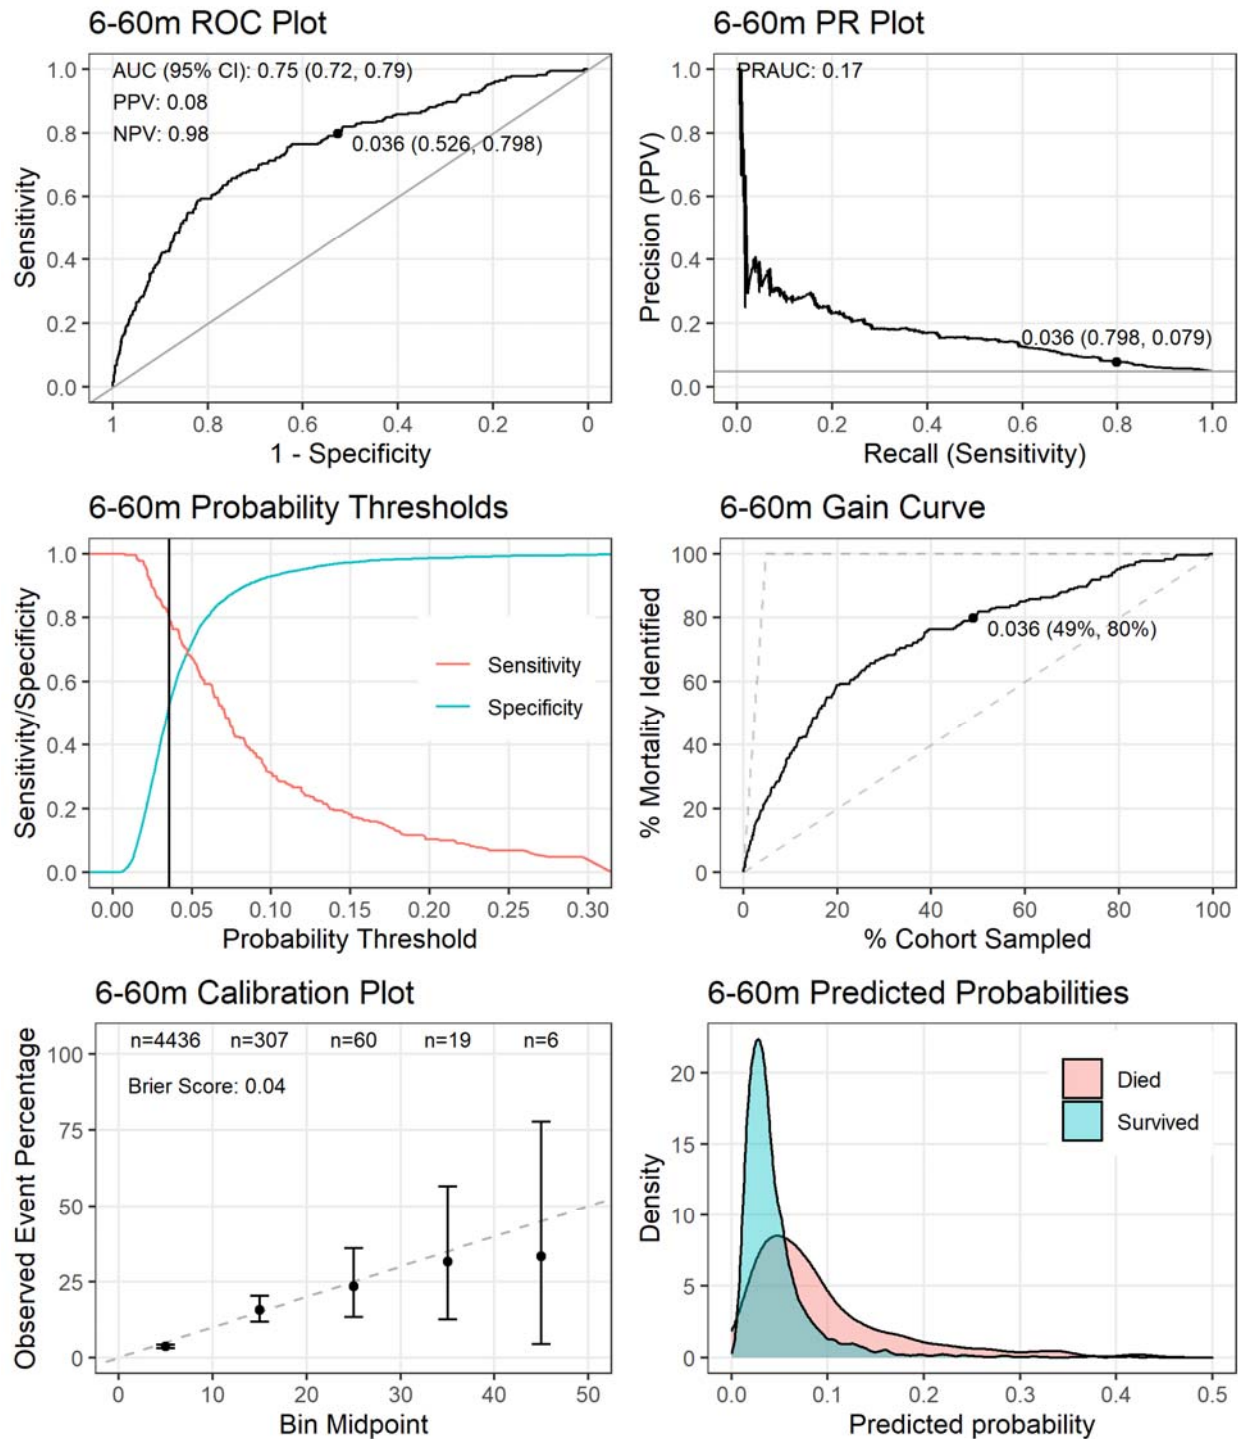 6-60m ROC Plot
AUC (95% CI): 0.75 (0.72, 0.79)
PPV: 0.08
NPV: 0.98
0.036 (0.526, 0.798)
Sensitivity
1.0
0.8
0.6
0.4
0.2
0.0
1 0.8 0.6 0.4 0.2 0
1 - Specificity
6-60m PR Plot
PRAUC: 0.17
0.036 (0.798, 0.079)
Precision (PPV)
1.0
0.8
0.6
0.4
0.2
0.0
0.0 0.2 0.4 0.6 0.8 1.0
Recall (Sensitivity)
6-60m Probability Thresholds
Sensitivity/Specificity
1.0
0.8
0.6
0.4
0.2
0.0
Sensitivity
Specificity
0.00 0.05 0.10 0.15 0.20 0.25 0.30
Probability Threshold
6-60m Gain Curve
% Mortality Identified
100
80
60
40
20
0
0.036 (49%, 80%)
0 20 40 60 80 100
% Cohort Sampled
6-60m Calibration Plot
Observed Event Percentage
n=4436 n=307 n=60 n=19 n=6
Brier Score: 0.04
100
75
50
25
0
0 10 20 30 40 50
Bin Midpoint
6-60m Predicted Probabilities
Density
20
15
10
5
0
Died
Survived
0.0 0.1 0.2 0.3 0.4 0.5
Predicted probability